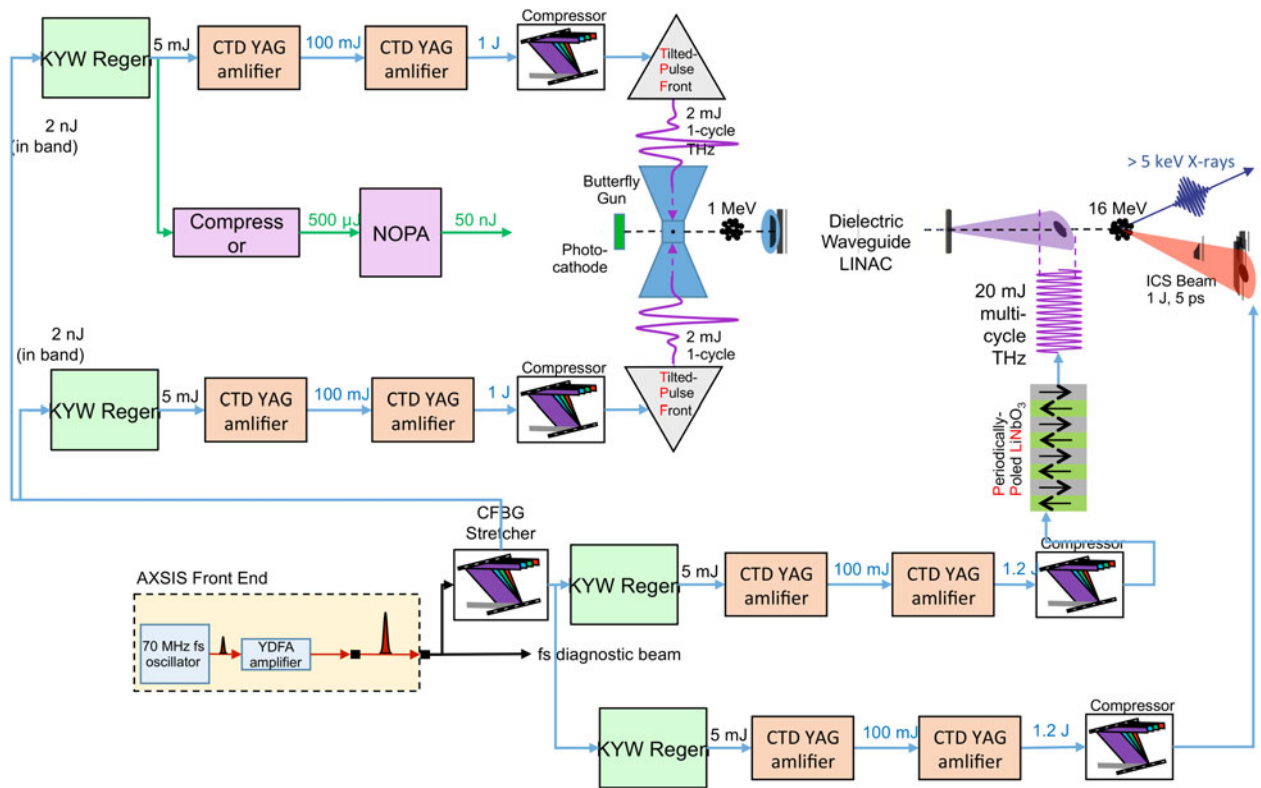 KYW Regen
5 mJ
CTD YAG
amlifier
100 mJ
CTD YAG
amlifier
1 J
Compressor
Tilted-
Pulse
Front
2 nJ
(in band)
2 mJ
1-cycle
THz
Compress
or
500 µJ
NOPA
50 nJ
Butterfly
Gun
Photo-
cathode
1 MeV
Dielectric
Waveguide
LINAC
16 MeV
> 5 keV X-rays
ICS Beam
1 J, 5 ps
20 mJ
multi-
cycle
THz
2 nJ
(in band)
KYW Regen
5 mJ
CTD YAG
amlifier
100 mJ
CTD YAG
amlifier
1 J
Compressor
2 mJ
1-cycle
Tilted-
Pulse
Front
Periodically-
Poled LiNbO3
CFBG
Stretcher
KYW Regen
5 mJ
CTD YAG
amlifier
100 mJ
CTD YAG
amlifier
1.2 J
Compressor
AXSIS Front End
70 MHz fs
oscillator
YDFA
amplifier
fs diagnostic beam
KYW Regen
5 mJ
CTD YAG
amlifier
100 mJ
CTD YAG
amlifier
1.2 J
Compressor